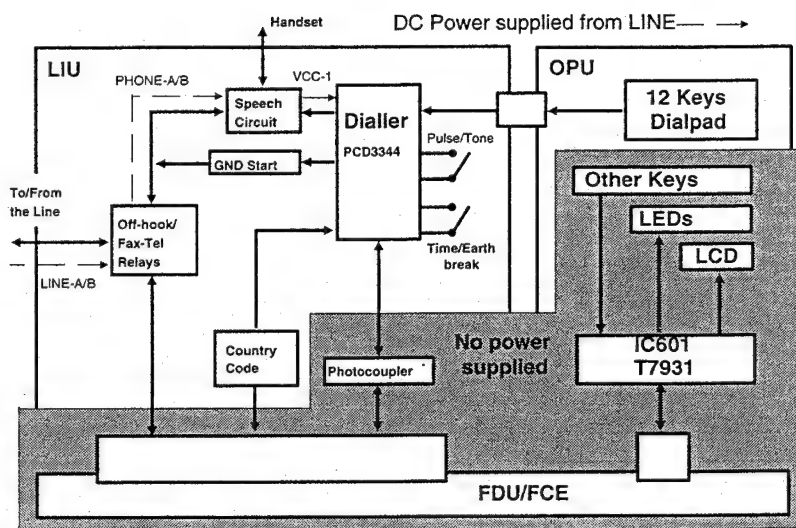 Handset
DC Power supplied from LINE
LIU
OPU
PHONE-A/B
VCC-1
Speech
Circuit
Dialler
PCD3344
12 Keys
Dialpad
Pulse/Tone
GND Start
Other Keys
To/From
the Line
LEDs
Off-hook/
Fax-Tel
Relays
Time/Earth
break
LCD
LINE-A/B
Country
Code
No power
supplied
Photocoupler
IC601
T7931
FDU/FCE